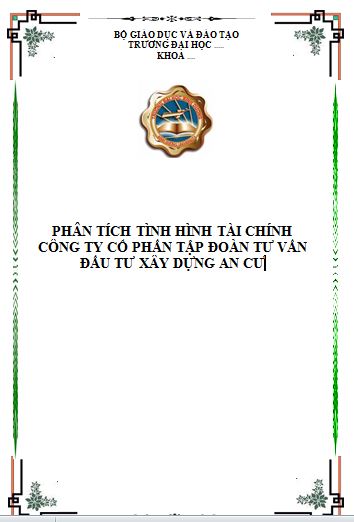 BỘ GIÁO DỤC VÀ ĐÀO TẠO
TRƯỜNG ĐẠI HỌC .....
KHOA ....
PHÂN TÍCH TÌNH HÌNH TÀI CHÍNH
CÔNG TY CỔ PHẦN TẬP ĐOÀN TƯ VẤN
ĐẦU TƯ XÂY DỰNG AN CƯ